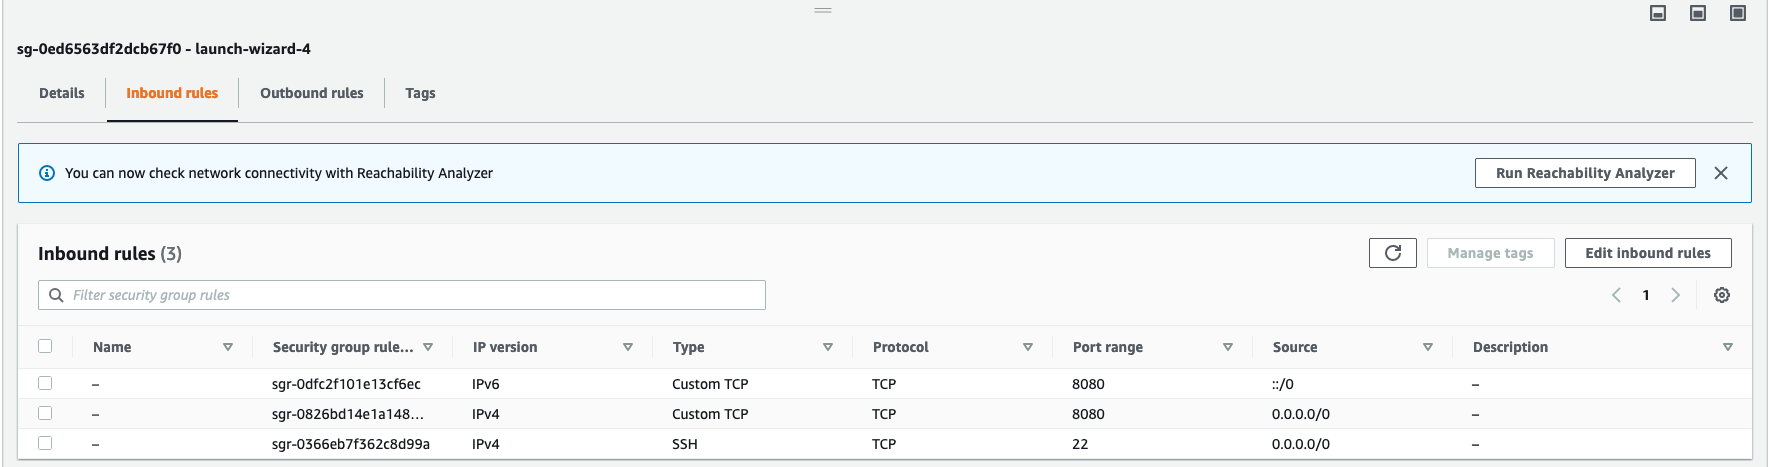 sg-0ed6563df2dcb67f0 - launch-wizard-4
Details Inbound rules Outbound rules Tags
You can now check network connectivity with Reachability Analyzer Run Reachability Analyzer
Inbound rules (3) Manage tags Edit inbound rules
Filter security group rules 1
Name Security group rule... IP version Type Protocol Port range Source Description
– sgr-0dfc2f101e13cf6ec IPv6 Custom TCP TCP 8080 ::/0 –
– sgr-0826bd14e1a148... IPv4 Custom TCP TCP 8080 0.0.0.0/0 –
– sgr-0366eb7f362c8d99a IPv4 SSH TCP 22 0.0.0.0/0 –